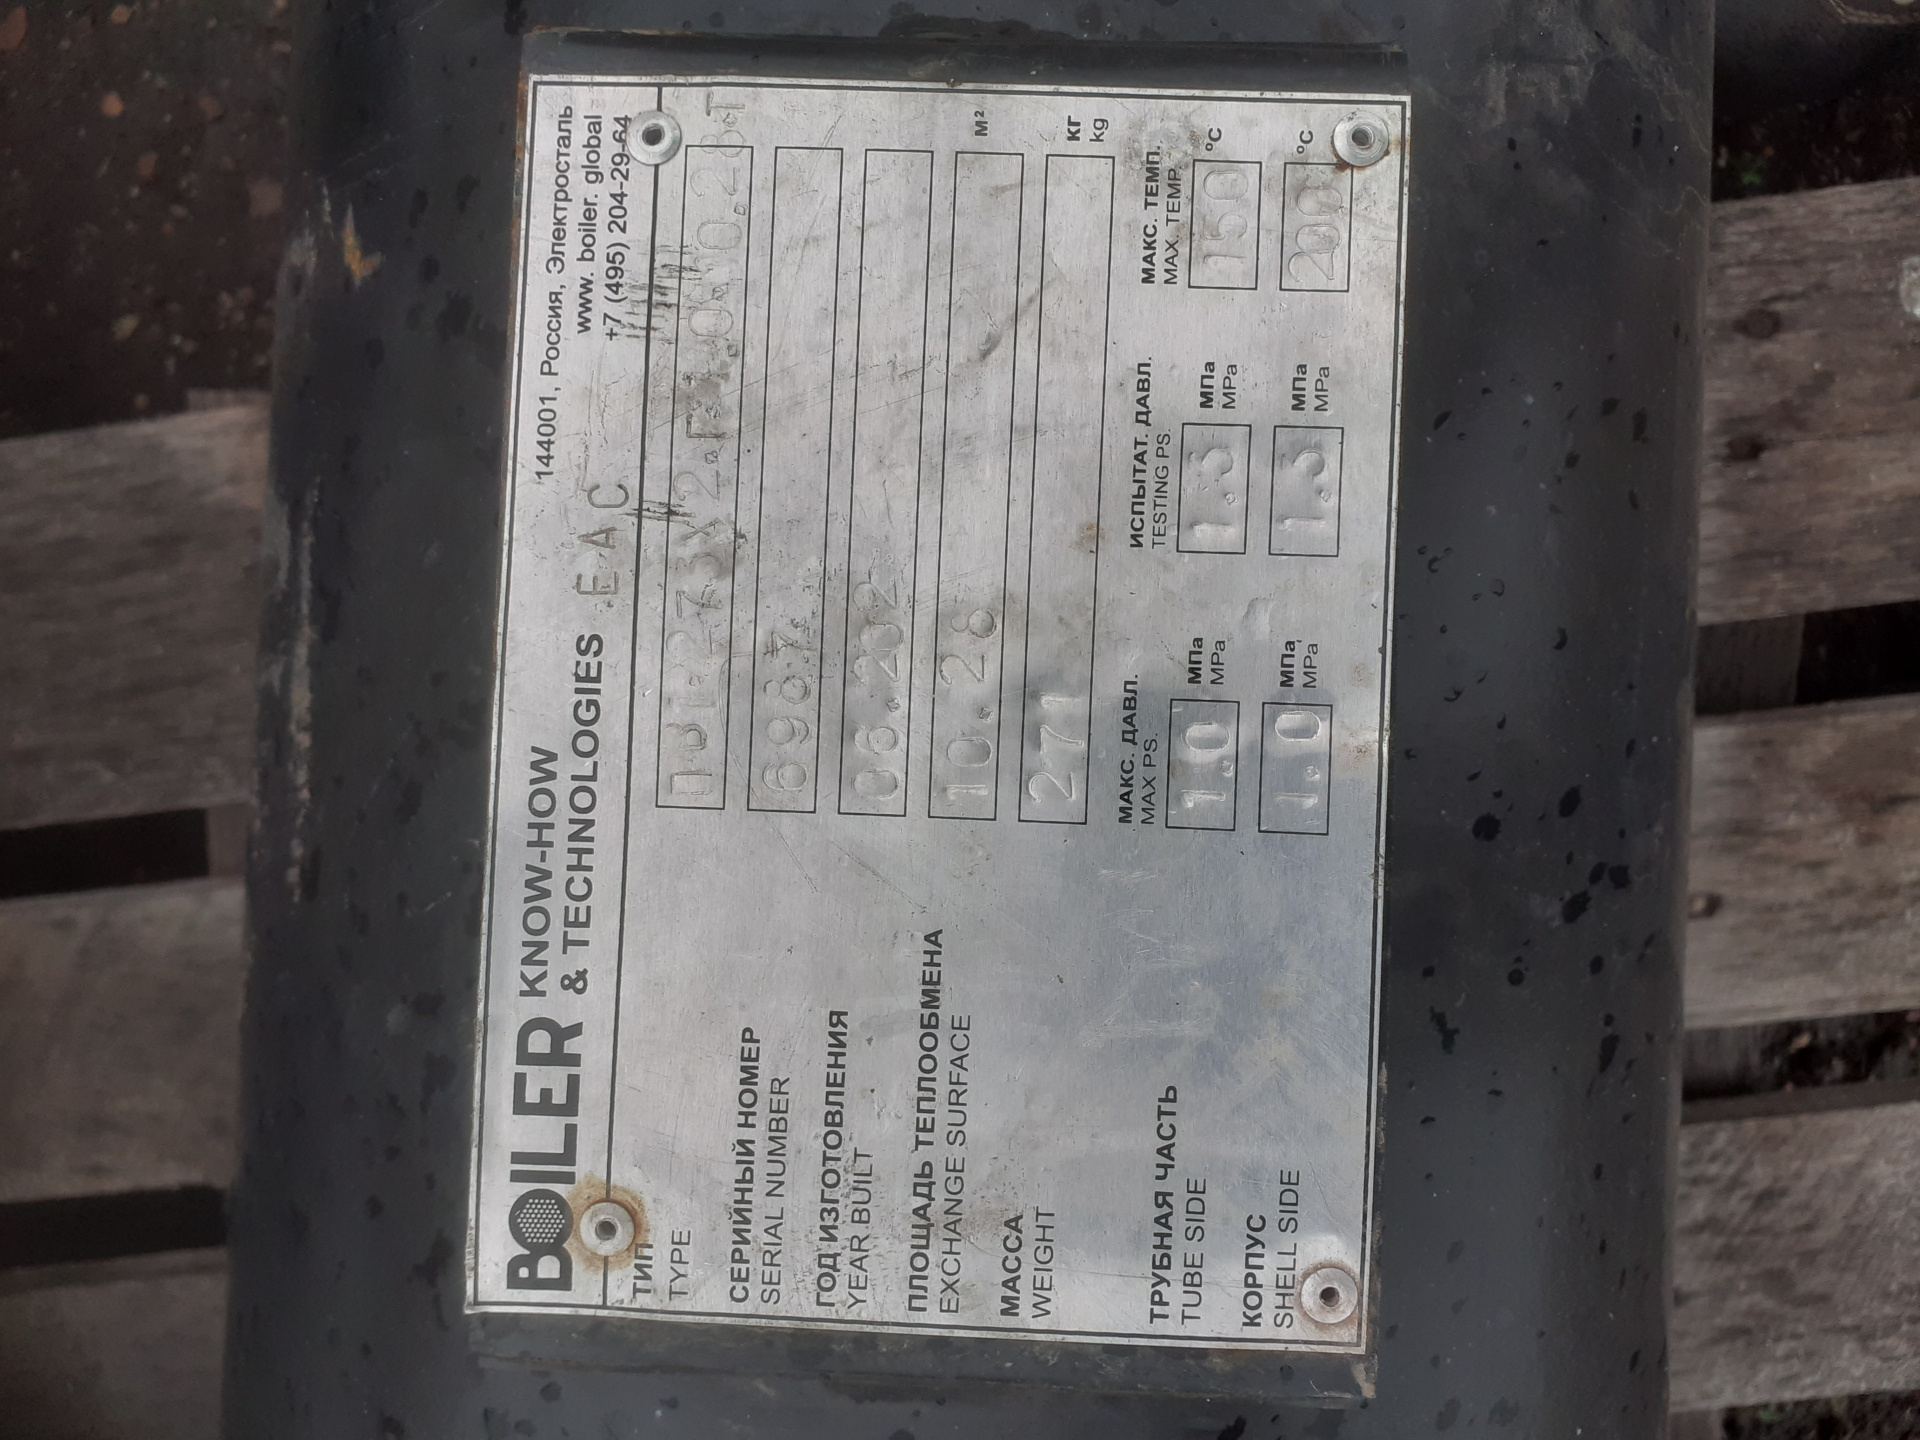 BOILER KNOW-HOW & TECHNOLOGIES
EAC
144001, Россия, Электросталь
www. boiler. global
+7 (495) 204-29-64
ТИП
TYPE
СЕРИЙНЫЙ НОМЕР 6987
SERIAL NUMBER
ГОД ИЗГОТОВЛЕНИЯ 06.202
YEAR BUILT
ПЛОЩАДЬ ТЕПЛООБМЕНА 10.28 М²
EXCHANGE SURFACE
МАССА 271 КГ
WEIGHT kg
МАКС. ДАВЛ. ИСПЫТАТ. ДАВЛ. МАКС. ТЕМП.
MAX PS. TESTING PS. MAX. TEMP.
ТРУБНАЯ ЧАСТЬ 1.0 МПа 1.3 МПа 150 °C
TUBE SIDE MPa MPa
КОРПУС 1.0 МПа 1.3 МПа 200 °C
SHELL SIDE MPa MPa